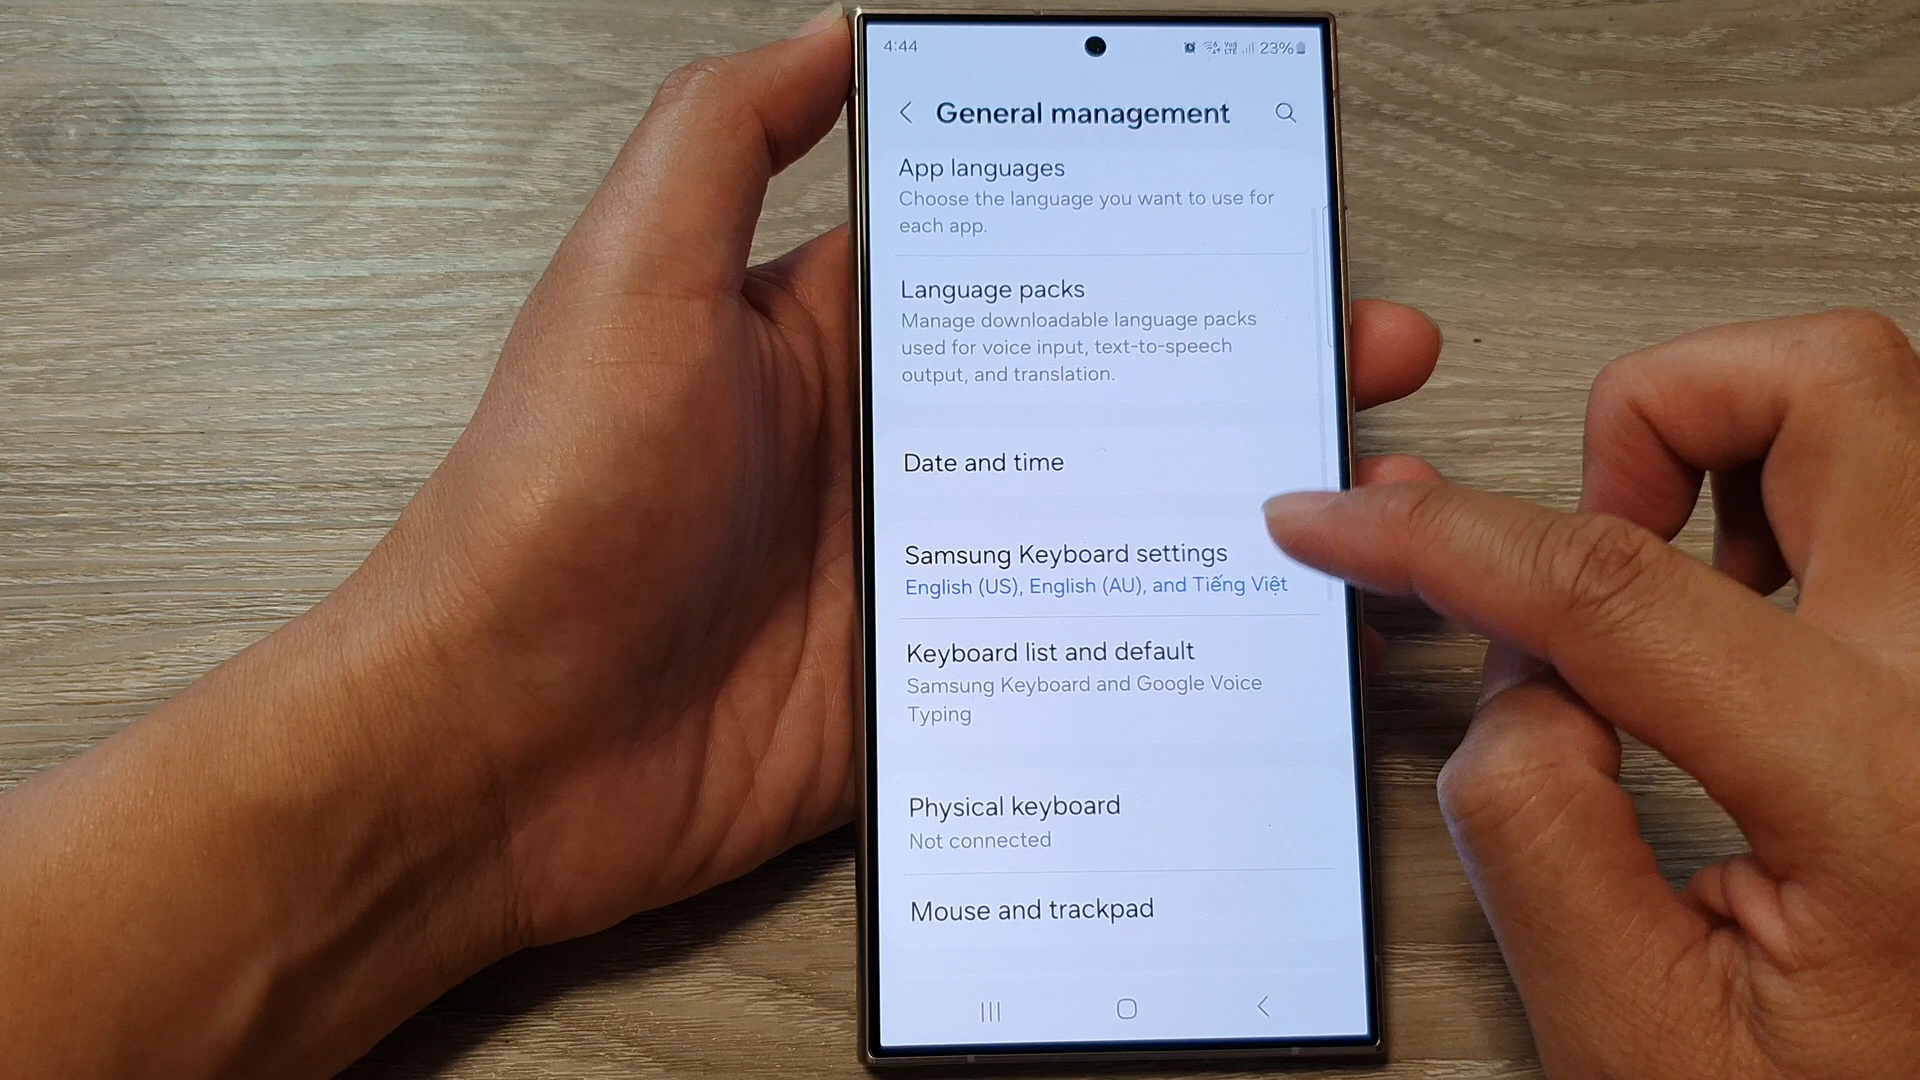 4:44
23%
General management
App languages
Choose the language you want to use for
each app.
Language packs
Manage downloadable language packs
used for voice input, text-to-speech
output, and translation.
Date and time
Samsung Keyboard settings
English (US), English (AU), and Tiếng Việt
Keyboard list and default
Samsung Keyboard and Google Voice
Typing
Physical keyboard
Not connected
Mouse and trackpad